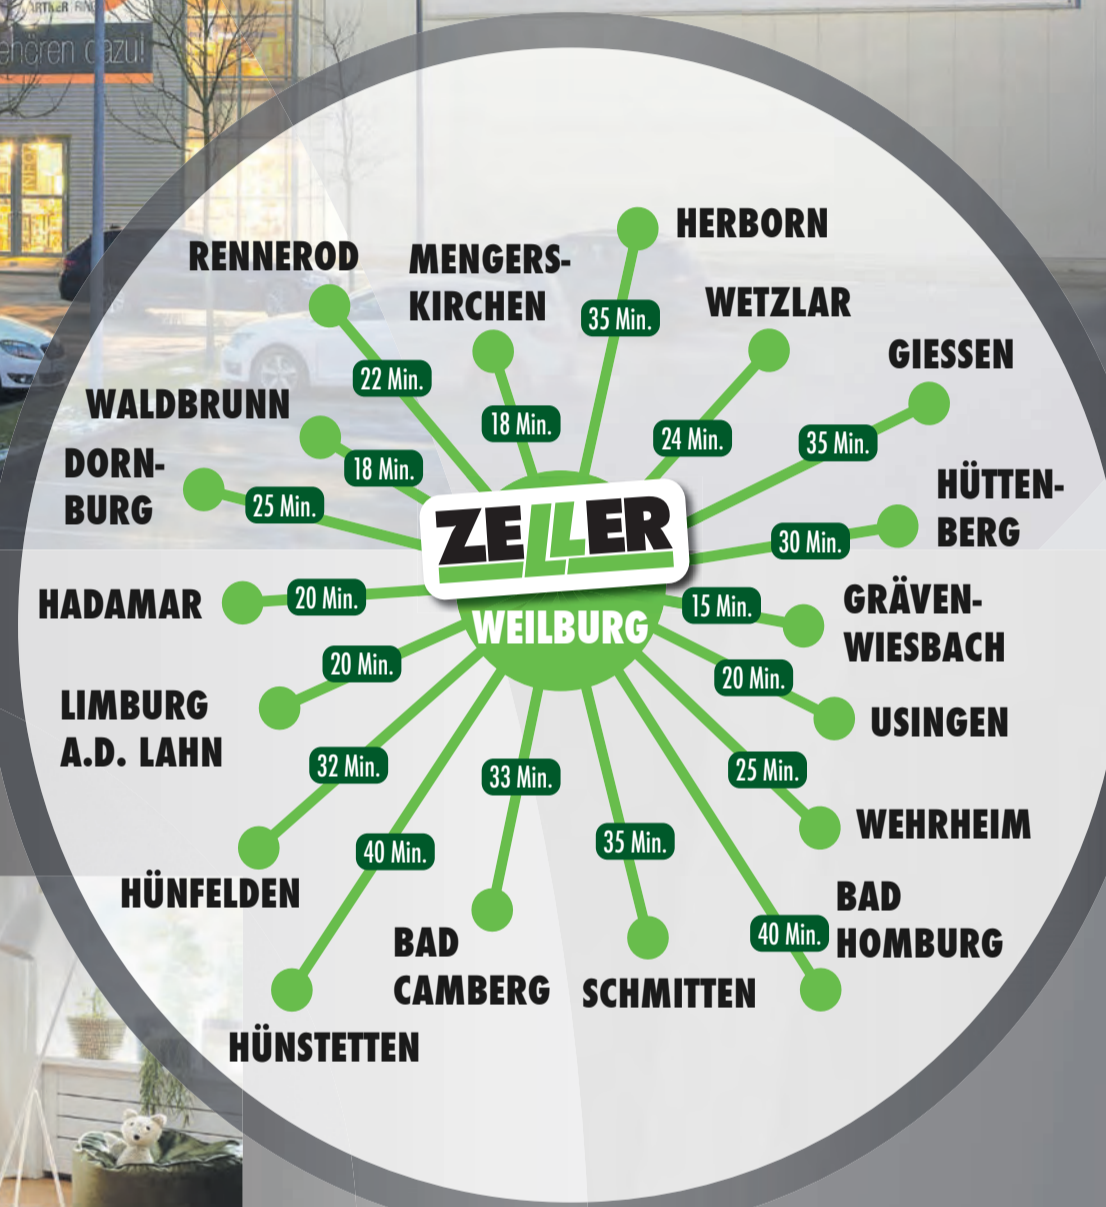 ARTNER RING
ehören dazu!
INFO
HERBORN
RENNEROD
MENGERS-
KIRCHEN
35 Min.
WETZLAR
GIESSEN
22 Min.
WALDBRUNN
18 Min.
24 Min.
35 Min.
DORN-
BURG
18 Min.
25 Min.
HÜTTEN-
BERG
ZELLER
30 Min.
HADAMAR
20 Min.
WEILBURG
15 Min.
GRÄVEN-
WIESBACH
20 Min.
20 Min.
LIMBURG
A.D. LAHN
USINGEN
32 Min.
33 Min.
25 Min.
WEHRHEIM
40 Min.
35 Min.
HÜNFELDEN
BAD
HOMBURG
40 Min.
BAD
CAMBERG
SCHMITTEN
HÜNSTETTEN